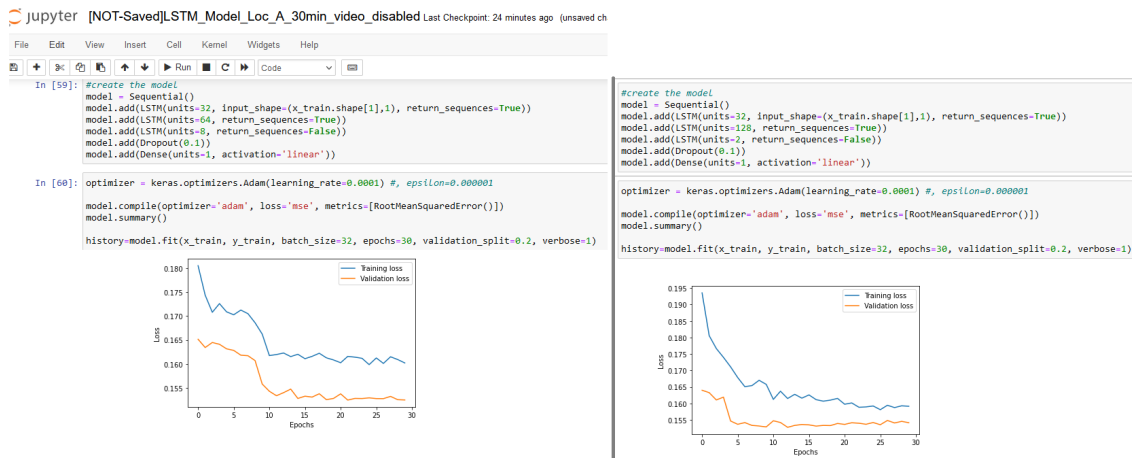 jupyter [NOT-Saved]LSTM_Model_Loc_A_30min_video_disabled Last Checkpoint: 24 minutes ago (unsaved ch
File Edit View Insert Cell Kernel Widgets Help
Run Code
In [59]: #create the model
model = Sequential()
model.add(LSTM(units=32, input_shape=(x_train.shape[1],1), return_sequences=True))
model.add(LSTM(units=64, return_sequences=True))
model.add(LSTM(units=8, return_sequences=False))
model.add(Dropout(0.1))
model.add(Dense(units=1, activation='linear'))
In [60]: optimizer = keras.optimizers.Adam(learning_rate=0.0001) #, epsilon=0.000001
model.compile(optimizer='adam', loss='mse', metrics=[RootMeanSquaredError()])
model.summary()
history=model.fit(x_train, y_train, batch_size=32, epochs=30, validation_split=0.2, verbose=1)
Training loss
Validation loss
0.180
0.175
0.170
0.165
0.160
0.155
Loss
0 5 10 15 20 25 30
Epochs
#create the model
model = Sequential()
model.add(LSTM(units=32, input_shape=(x_train.shape[1],1), return_sequences=True))
model.add(LSTM(units=128, return_sequences=True))
model.add(LSTM(units=2, return_sequences=False))
model.add(Dropout(0.1))
model.add(Dense(units=1, activation='linear'))
optimizer = keras.optimizers.Adam(learning_rate=0.0001) #, epsilon=0.000001
model.compile(optimizer='adam', loss='mse', metrics=[RootMeanSquaredError()])
model.summary()
history=model.fit(x_train, y_train, batch_size=32, epochs=30, validation_split=0.2, verbose=1)
Training loss
Validation loss
0.195
0.190
0.185
0.180
0.175
0.170
0.165
0.160
0.155
Loss
0 5 10 15 20 25 30
Epochs